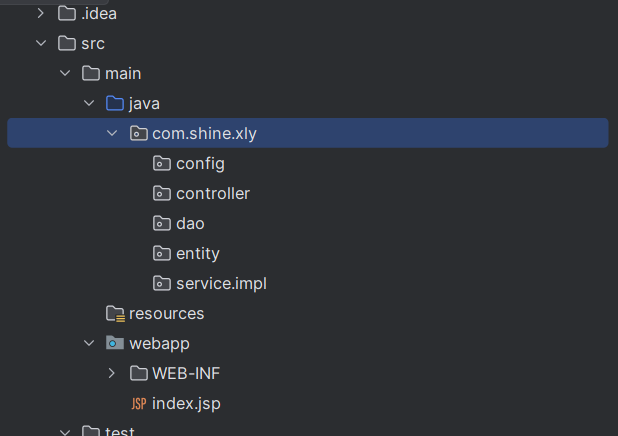 .idea
src
main
java
com.shine.xly
config
controller
dao
entity
service.impl
resources
webapp
WEB-INF
JSP index.jsp
test